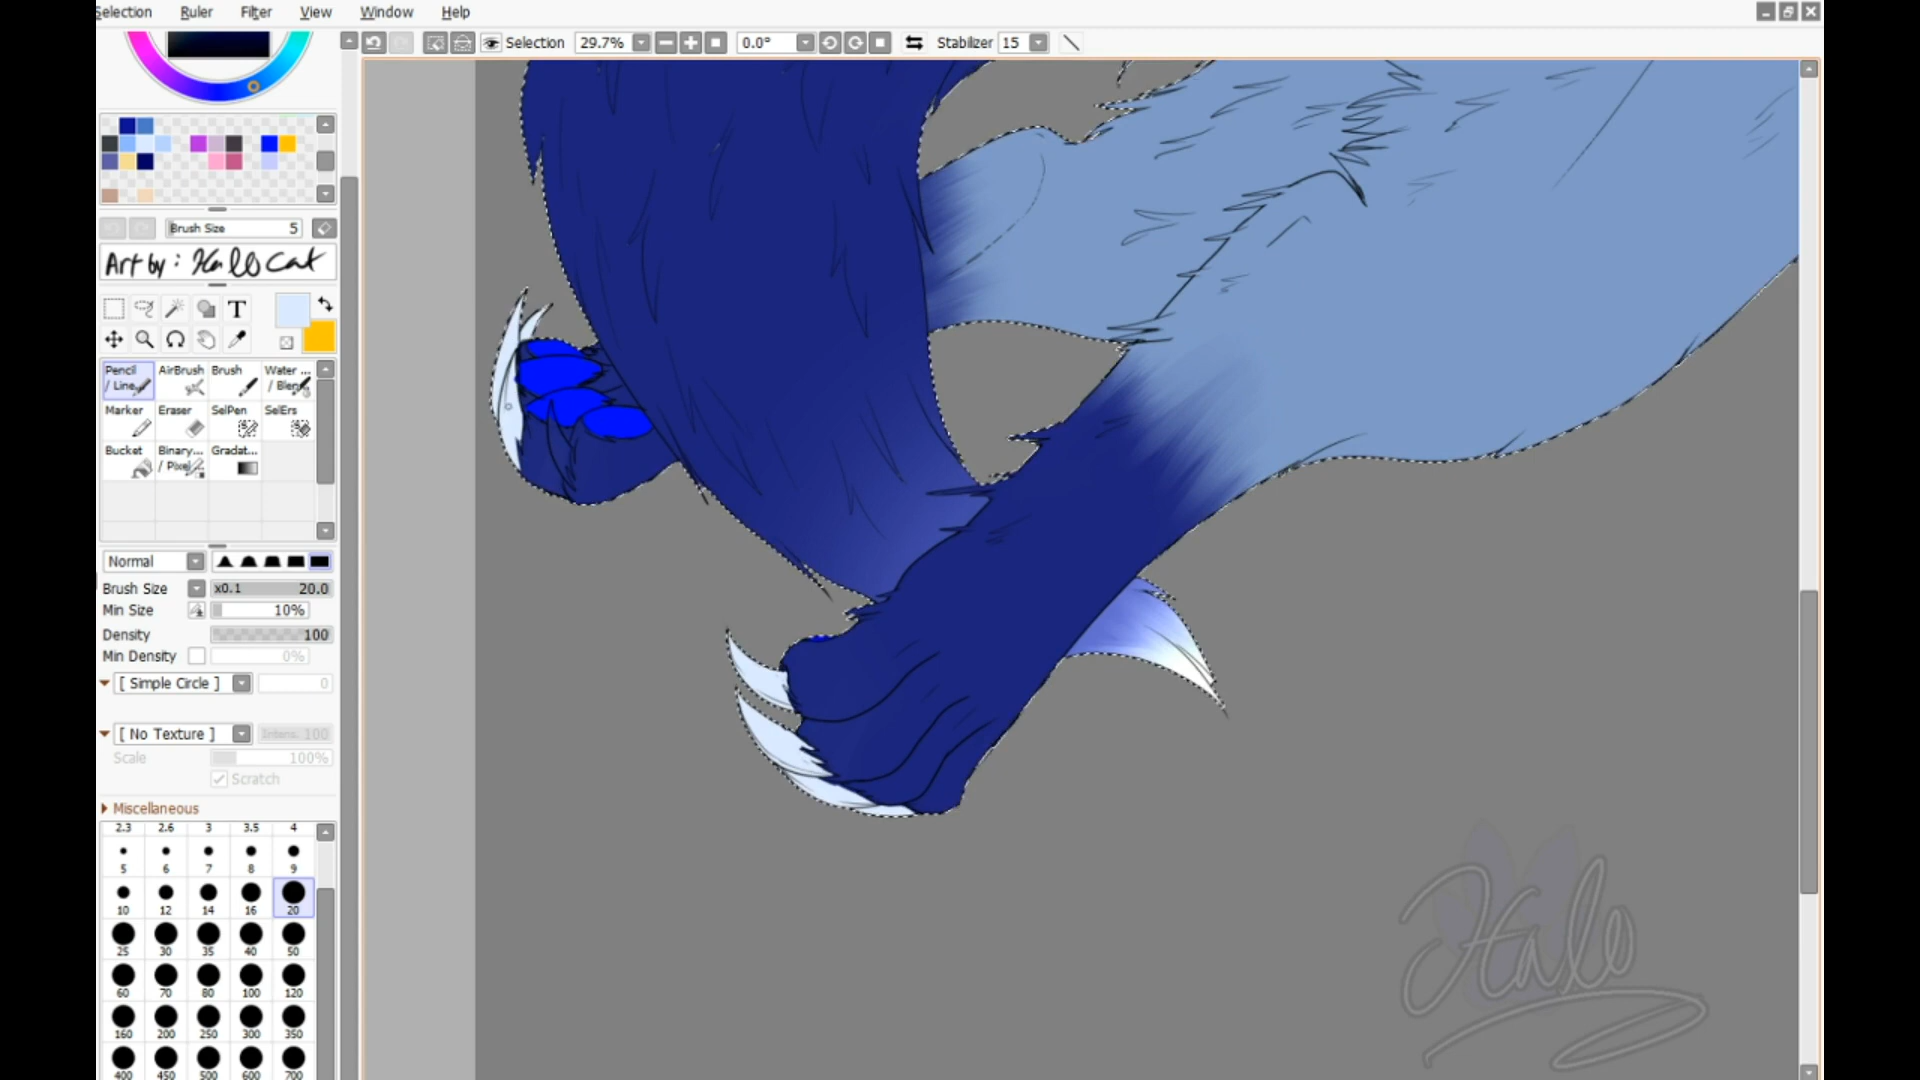 Selection Ruler Filter View Window Help
Selection 29.7% 0.0° Stabilizer 15
Brush Size 5
Art by: Halo Cat
T
Pencil / Line AirBrush Brush Water ... / Blen
Marker Eraser SelPen SelErs
Bucket Binary... / Pixel Gradat...
Normal
Brush Size x0.1 20.0
Min Size 10%
Density 100
Min Density 0%
[ Simple Circle ] 0
[ No Texture ] Intens. 100
Scale 100%
Scratch
Miscellaneous
2.3 2.6 3 3.5 4
5 6 7 8 9
10 12 14 16 20
25 30 35 40 50
60 70 80 100 120
160 200 250 300 350
400 450 500 600 700
Halo